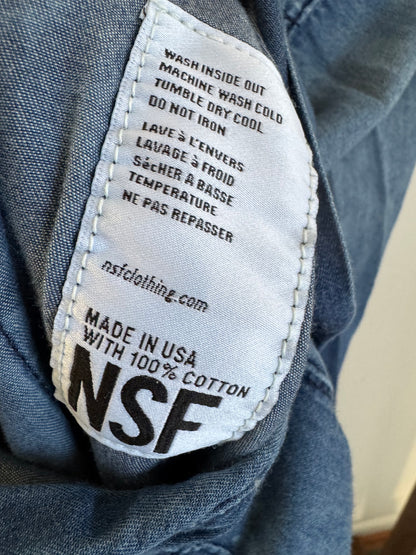 WASH INSIDE OUT
MACHINE WASH COLD
TUMBLE DRY COOL
DO NOT IRON
LAVE à L'ENVERS
LAVAGE à FROID
SéCHER A BASSE
TEMPERATURE
NE PAS REPASSER
nsfclothing.com
MADE IN USA
WITH 100% COTTON
NSF